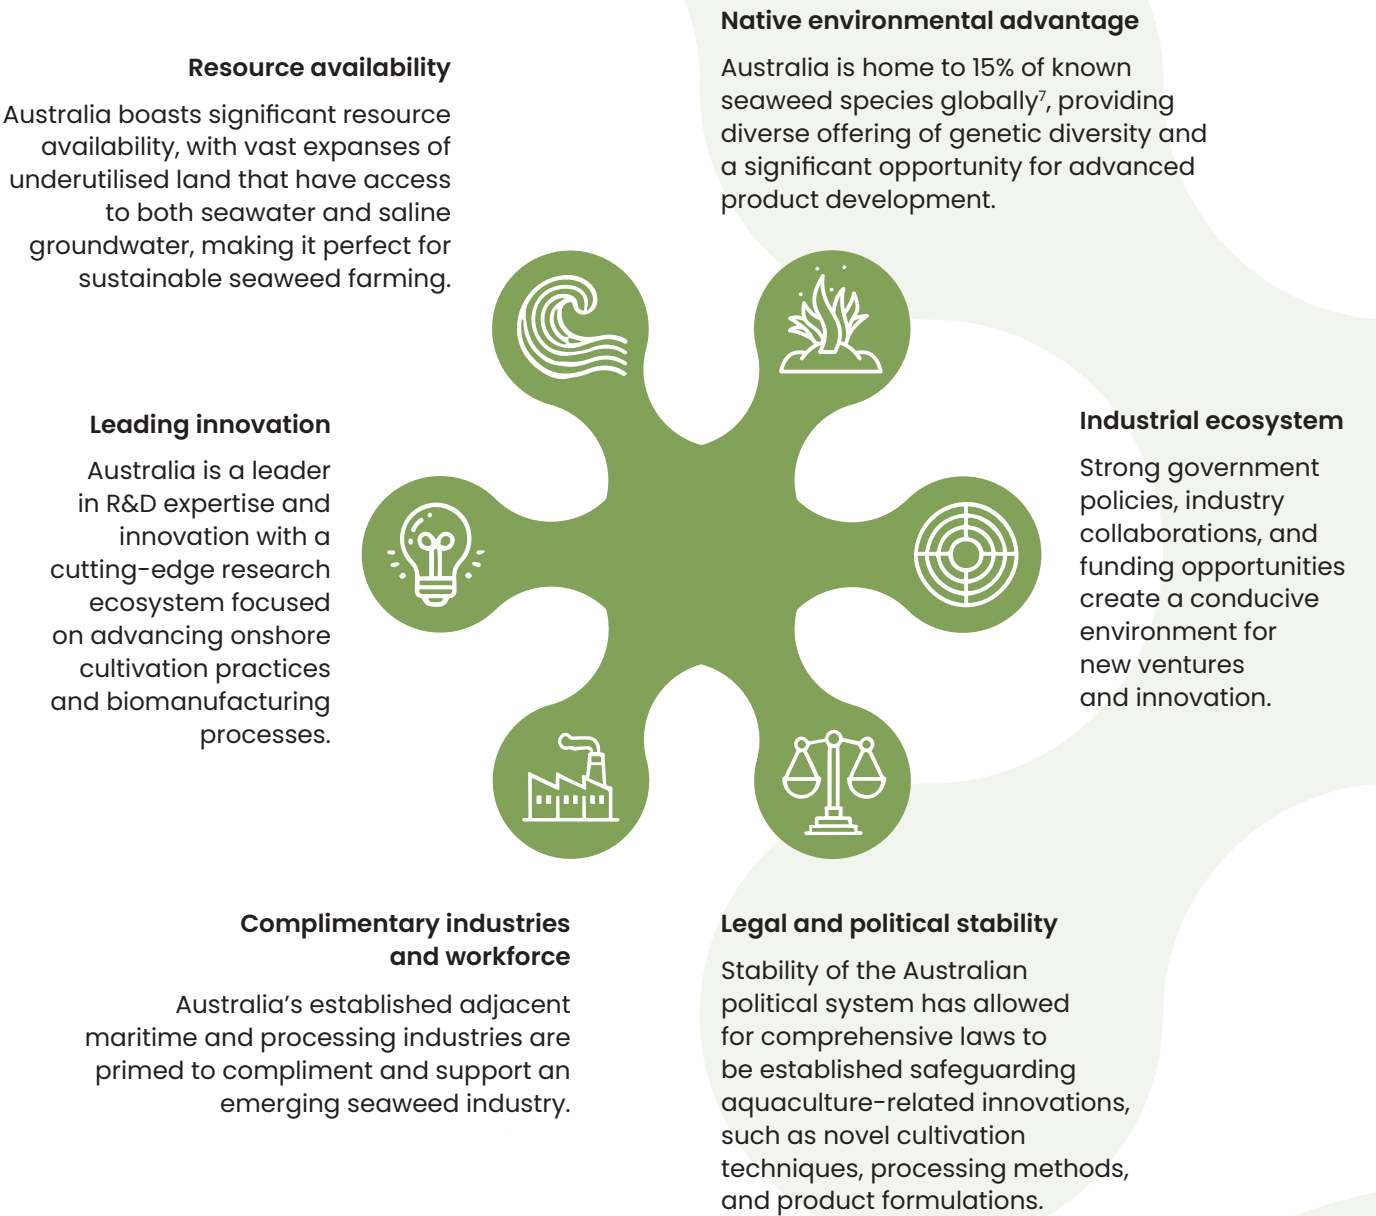 Resource availability
Australia boasts significant resource
availability, with vast expanses of
underutilised land that have access
to both seawater and saline
groundwater, making it perfect for
sustainable seaweed farming.
Native environmental advantage
Australia is home to 15% of known
seaweed species globally⁷, providing
diverse offering of genetic diversity and
a significant opportunity for advanced
product development.
Leading innovation
Australia is a leader
in R&D expertise and
innovation with a
cutting-edge research
ecosystem focused
on advancing onshore
cultivation practices
and biomanufacturing
processes.
Industrial ecosystem
Strong government
policies, industry
collaborations, and
funding opportunities
create a conducive
environment for
new ventures
and innovation.
Complimentary industries
and workforce
Australia’s established adjacent
maritime and processing industries are
primed to compliment and support an
emerging seaweed industry.
Legal and political stability
Stability of the Australian
political system has allowed
for comprehensive laws to
be established safeguarding
aquaculture-related innovations,
such as novel cultivation
techniques, processing methods,
and product formulations.